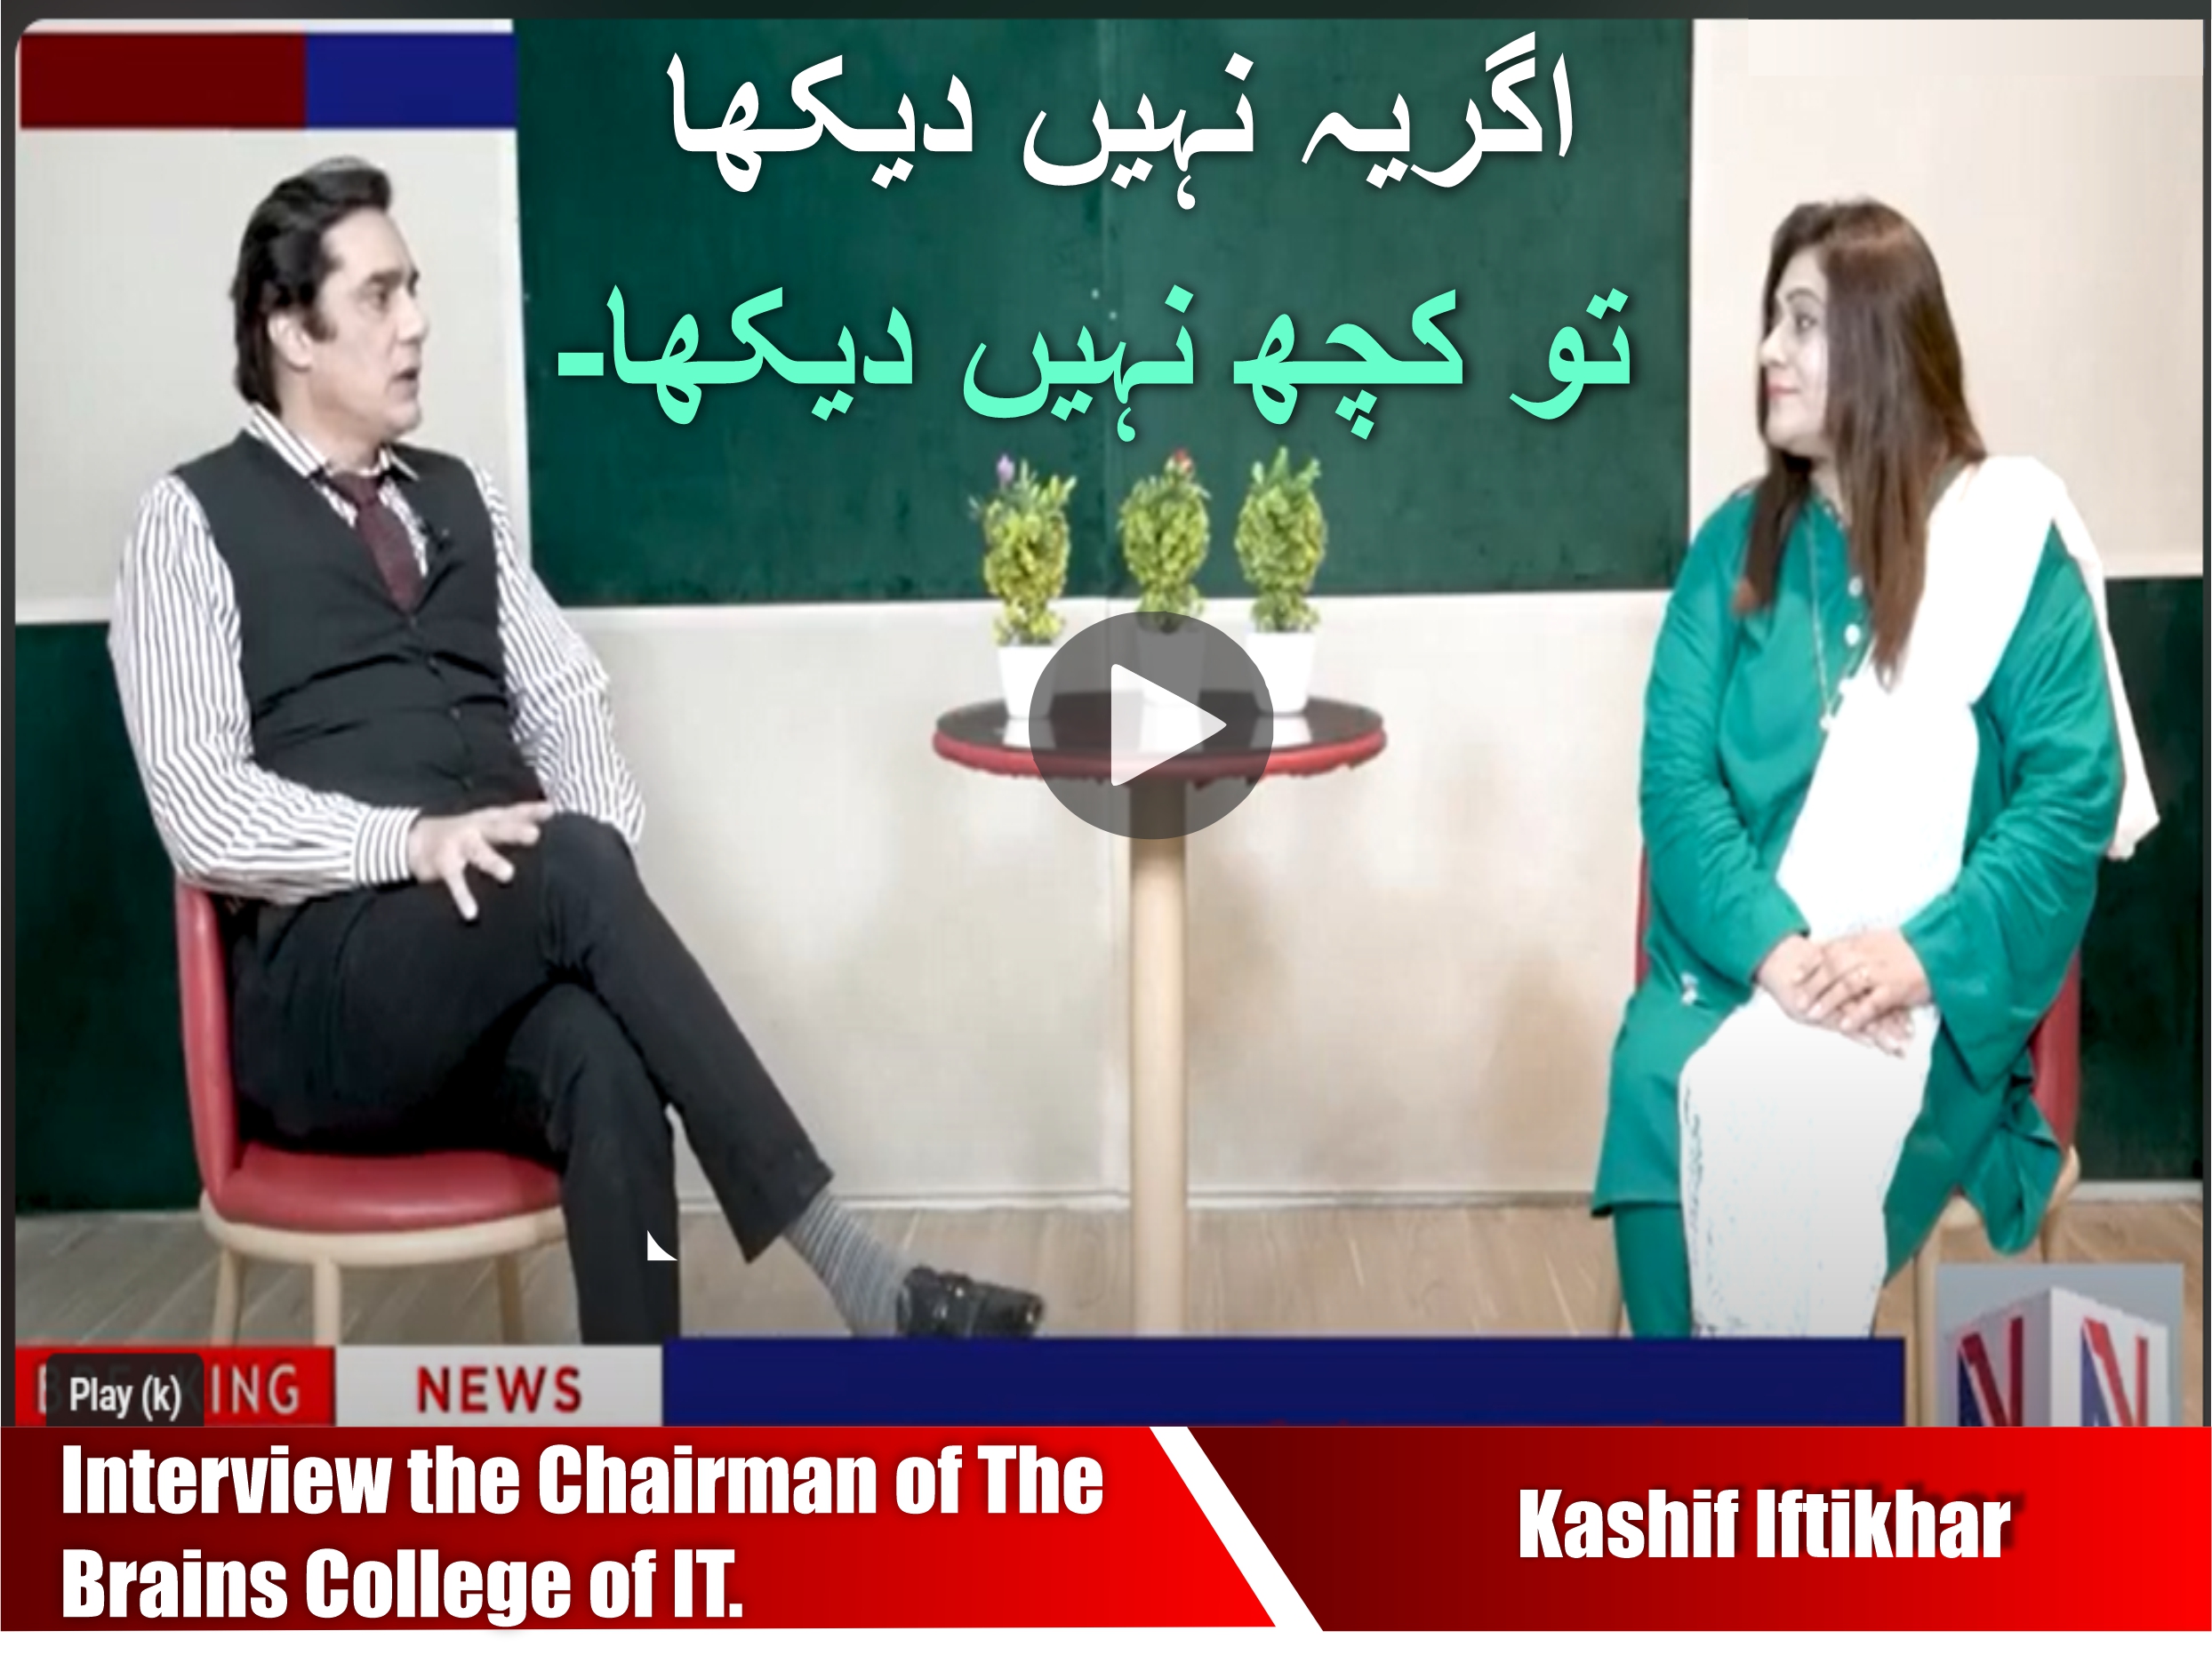 اگر یہ نہیں دیکھا
تو کچھ نہیں دیکھا۔
Play (k)
ING
NEWS
N N
Interview the Chairman of The
Brains College of IT.
Kashif Iftikhar